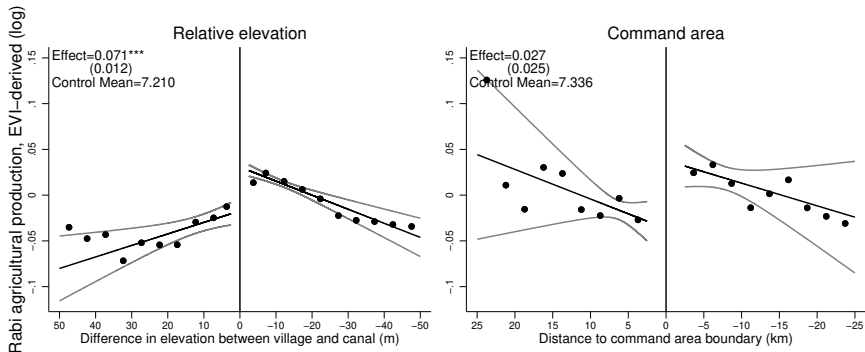 Rabi agricultural production, EVI-derived (log)
Relative elevation
Effect=0.071***
(0.012)
Control Mean=7.210
.15
.1
.05
0
-.05
-.1
50 40 30 20 10 0 -10 -20 -30 -40 -50
Difference in elevation between village and canal (m)
Command area
Effect=0.027
(0.025)
Control Mean=7.336
.15
.1
.05
0
-.05
-.1
25 20 15 10 5 0 -5 -10 -15 -20 -25
Distance to command area boundary (km)